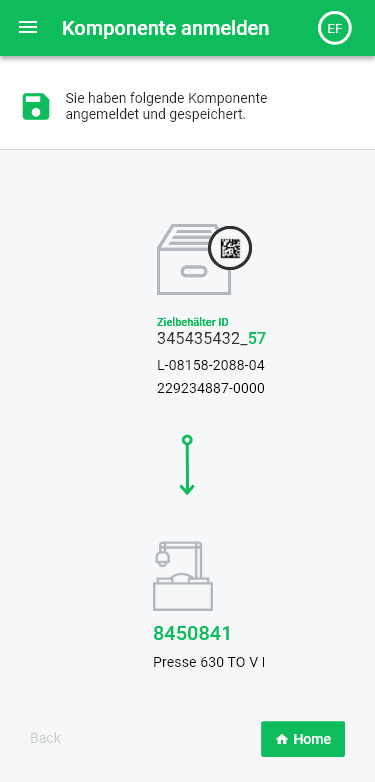 Komponente anmelden
EF
Sie haben folgende Komponente
angemeldet und gespeichert.
Zielbehälter ID
345435432_57
L-08158-2088-04
229234887-0000
8450841
Presse 630 TO V I
Back
Home